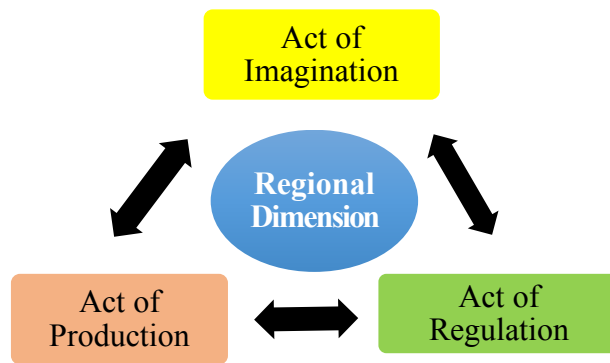 Act of
Imagination
Regional
Dimension
Act of
Production
Act of
Regulation